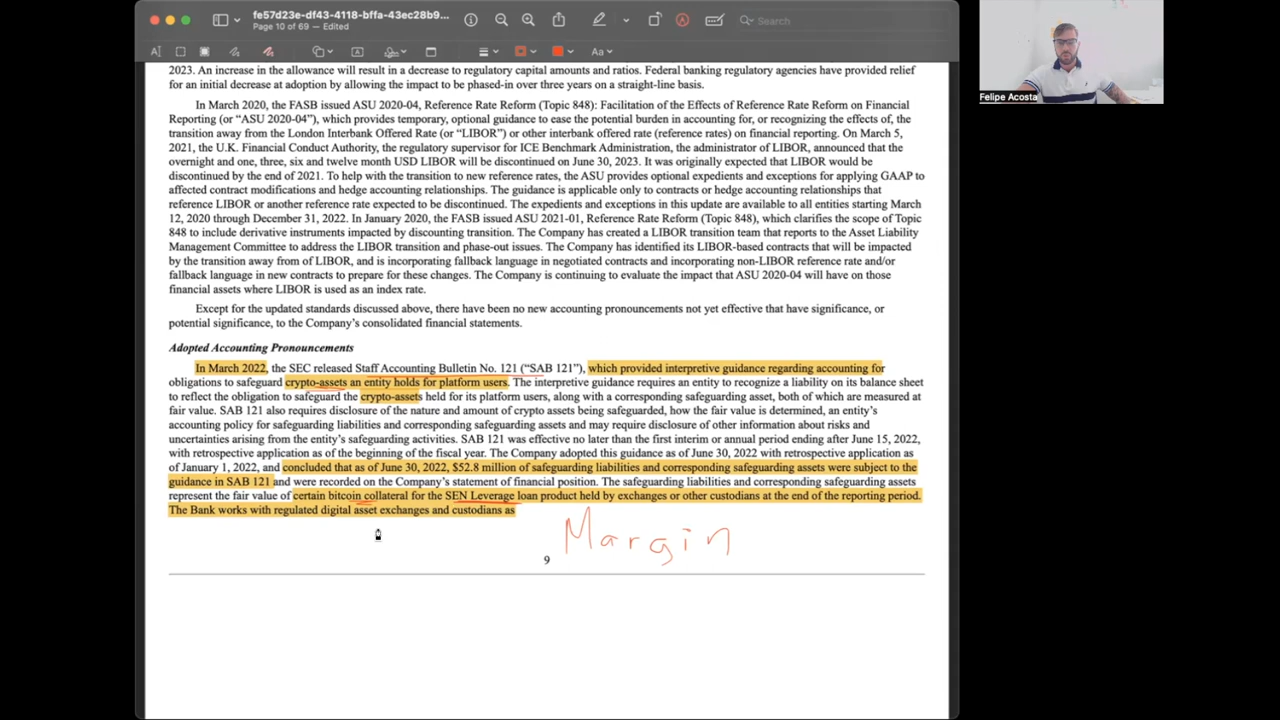 fe57d23e-df43-4118-bffa-43ec28b9...
Page 10 of 69 — Edited
Search
Aa
Felipe Acosta
2023. An increase in the allowance will result in a decrease to regulatory capital amounts and ratios. Federal banking regulatory agencies have provided relief
for an initial decrease at adoption by allowing the impact to be phased-in over three years on a straight-line basis.
In March 2020, the FASB issued ASU 2020-04, Reference Rate Reform (Topic 848): Facilitation of the Effects of Reference Rate Reform on Financial
Reporting (or “ASU 2020-04”), which provides temporary, optional guidance to ease the potential burden in accounting for, or recognizing the effects of, the
transition away from the London Interbank Offered Rate (or “LIBOR”) or other interbank offered rate (reference rates) on financial reporting. On March 5,
2021, the U.K. Financial Conduct Authority, the regulatory supervisor for ICE Benchmark Administration, the administrator of LIBOR, announced that the
overnight and one, three, six and twelve month USD LIBOR will be discontinued on June 30, 2023. It was originally expected that LIBOR would be
discontinued by the end of 2021. To help with the transition to new reference rates, the ASU provides optional expedients and exceptions for applying GAAP to
affected contract modifications and hedge accounting relationships. The guidance is applicable only to contracts or hedge accounting relationships that
reference LIBOR or another reference rate expected to be discontinued. The expedients and exceptions in this update are available to all entities starting March
12, 2020 through December 31, 2022. In January 2020, the FASB issued ASU 2021-01, Reference Rate Reform (Topic 848), which clarifies the scope of Topic
848 to include derivative instruments impacted by discounting transition. The Company has created a LIBOR transition team that reports to the Asset Liability
Management Committee to address the LIBOR transition and phase-out issues. The Company has identified its LIBOR-based contracts that will be impacted
by the transition away from of LIBOR, and is incorporating fallback language in negotiated contracts and incorporating non-LIBOR reference rate and/or
fallback language in new contracts to prepare for these changes. The Company is continuing to evaluate the impact that ASU 2020-04 will have on those
financial assets where LIBOR is used as an index rate.
Except for the updated standards discussed above, there have been no new accounting pronouncements not yet effective that have significance, or
potential significance, to the Company’s consolidated financial statements.
Adopted Accounting Pronouncements
In March 2022, the SEC released Staff Accounting Bulletin No. 121 (“SAB 121”), which provided interpretive guidance regarding accounting for
obligations to safeguard crypto-assets an entity holds for platform users. The interpretive guidance requires an entity to recognize a liability on its balance sheet
to reflect the obligation to safeguard the crypto-assets held for its platform users, along with a corresponding safeguarding asset, both of which are measured at
fair value. SAB 121 also requires disclosure of the nature and amount of crypto assets being safeguarded, how the fair value is determined, an entity’s
accounting policy for safeguarding liabilities and corresponding safeguarding assets and may require disclosure of other information about risks and
uncertainties arising from the entity’s safeguarding activities. SAB 121 was effective no later than the first interim or annual period ending after June 15, 2022,
with retrospective application as of the beginning of the fiscal year. The Company adopted this guidance as of June 30, 2022 with retrospective application as
of January 1, 2022, and concluded that as of June 30, 2022, $52.8 million of safeguarding liabilities and corresponding safeguarding assets were subject to the
guidance in SAB 121 and were recorded on the Company’s statement of financial position. The safeguarding liabilities and corresponding safeguarding assets
represent the fair value of certain bitcoin collateral for the SEN Leverage loan product held by exchanges or other custodians at the end of the reporting period.
The Bank works with regulated digital asset exchanges and custodians as
Margin
9